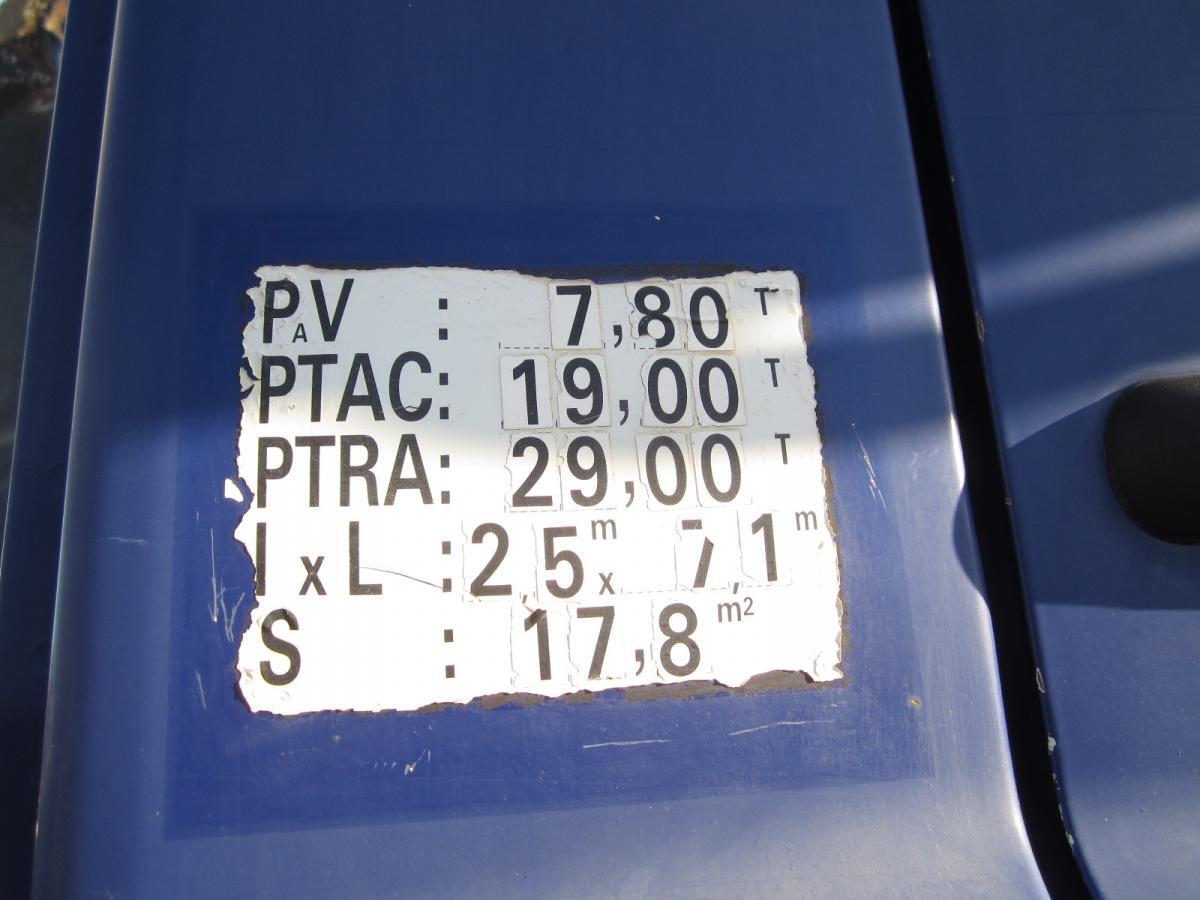 PAV : 7,80 T
PTAC: 19,00 T
PTRA: 29,00 T
l x L : 2,5 m x 7,1 m
S : 17,8 m²